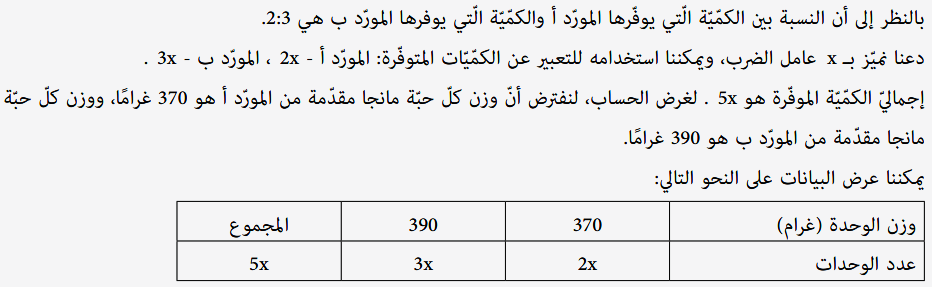 بالنظر إلى أن النسبة بين الكمّيّة الّتي يوفّرها المورّد أ والكمّيّة الّتي يوفرها المورّد ب هي 2:3.
دعنا نميّز بـ x عامل الضرب، ويمكننا استخدامه للتعبير عن الكمّيّات المتوفّرة: المورّد أ - 2x ، المورّد ب - 3x .
إجماليّ الكمّيّة الموفّرة هو 5x . لغرض الحساب، لنفترض أنّ وزن كلّ حبّة مانجا مقدّمة من المورّد أ هو 370 غرامًا، ووزن كلّ حبّة
مانجا مقدّمة من المورّد ب هو 390 غرامًا.
يمكننا عرض البيانات على النحو التالي:
وزن الوحدة (غرام) 370 390 المجموع
عدد الوحدات 2x 3x 5x